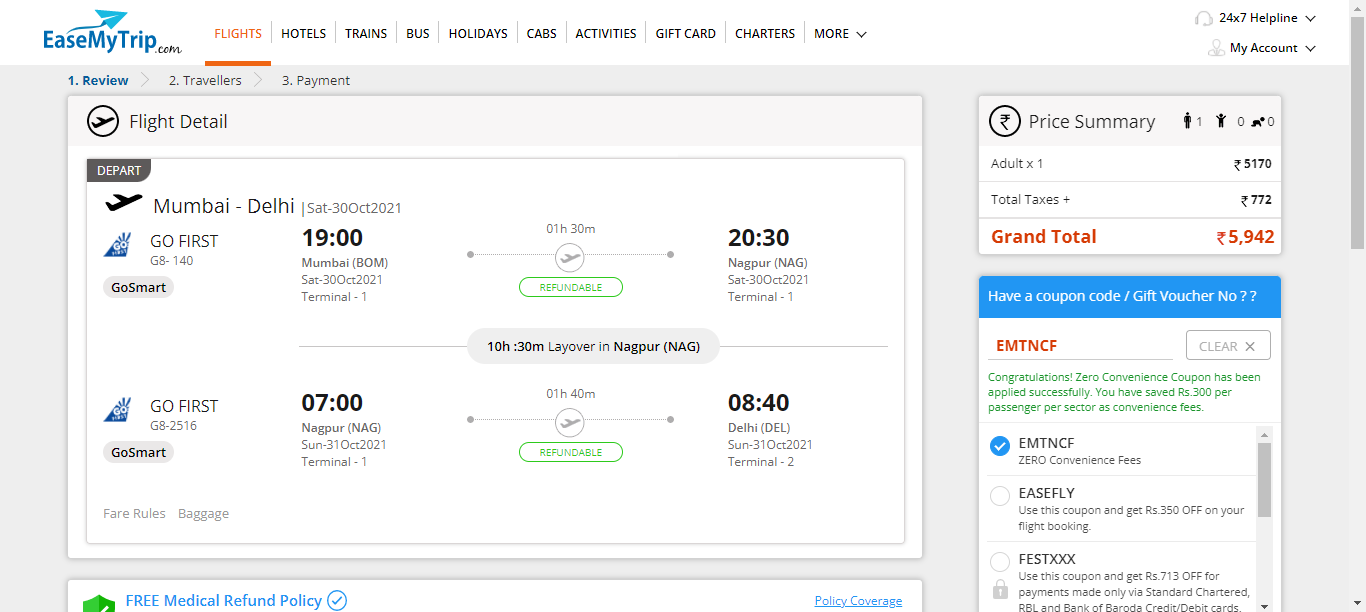 EaseMyTrip.com
FLIGHTS HOTELS TRAINS BUS HOLIDAYS CABS ACTIVITIES GIFT CARD CHARTERS MORE
24x7 Helpline
My Account
1. Review 2. Travellers 3. Payment
Flight Detail
DEPART
Mumbai - Delhi | Sat-30Oct2021
GO FIRST
G8- 140
GoSmart
19:00
Mumbai (BOM)
Sat-30Oct2021
Terminal - 1
01h 30m
REFUNDABLE
20:30
Nagpur (NAG)
Sat-30Oct2021
Terminal - 1
10h :30m Layover in Nagpur (NAG)
GO FIRST
G8-2516
GoSmart
07:00
Nagpur (NAG)
Sun-31Oct2021
Terminal - 1
01h 40m
REFUNDABLE
08:40
Delhi (DEL)
Sun-31Oct2021
Terminal - 2
Fare Rules Baggage
FREE Medical Refund Policy
Policy Coverage
₹ Price Summary 1 0 0
Adult x 1 ₹ 5170
Total Taxes + ₹ 772
Grand Total ₹ 5,942
Have a coupon code / Gift Voucher No ? ?
EMTNCF CLEAR ✕
Congratulations! Zero Convenience Coupon has been
applied successfully. You have saved Rs.300 per
passenger per sector as convenience fees.
EMTNCF
ZERO Convenience Fees
EASEFLY
Use this coupon and get Rs.350 OFF on your
flight booking.
FESTXXX
Use this coupon and get Rs.713 OFF for
payments made only via Standard Chartered,
RBL and Bank of Baroda Credit/Debit cards.